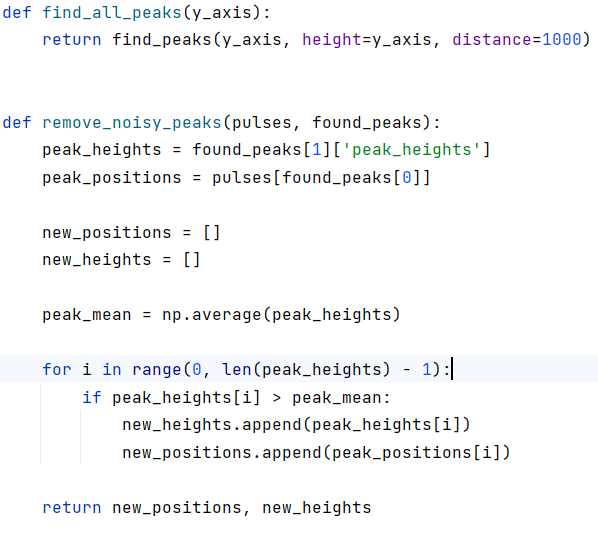 def find_all_peaks(y_axis):
    return find_peaks(y_axis, height=y_axis, distance=1000)
def remove_noisy_peaks(pulses, found_peaks):
    peak_heights = found_peaks[1]['peak_heights']
    peak_positions = pulses[found_peaks[0]]
    new_positions = []
    new_heights = []
    peak_mean = np.average(peak_heights)
    for i in range(0, len(peak_heights) - 1):
        if peak_heights[i] > peak_mean:
            new_heights.append(peak_heights[i])
            new_positions.append(peak_positions[i])
    return new_positions, new_heights